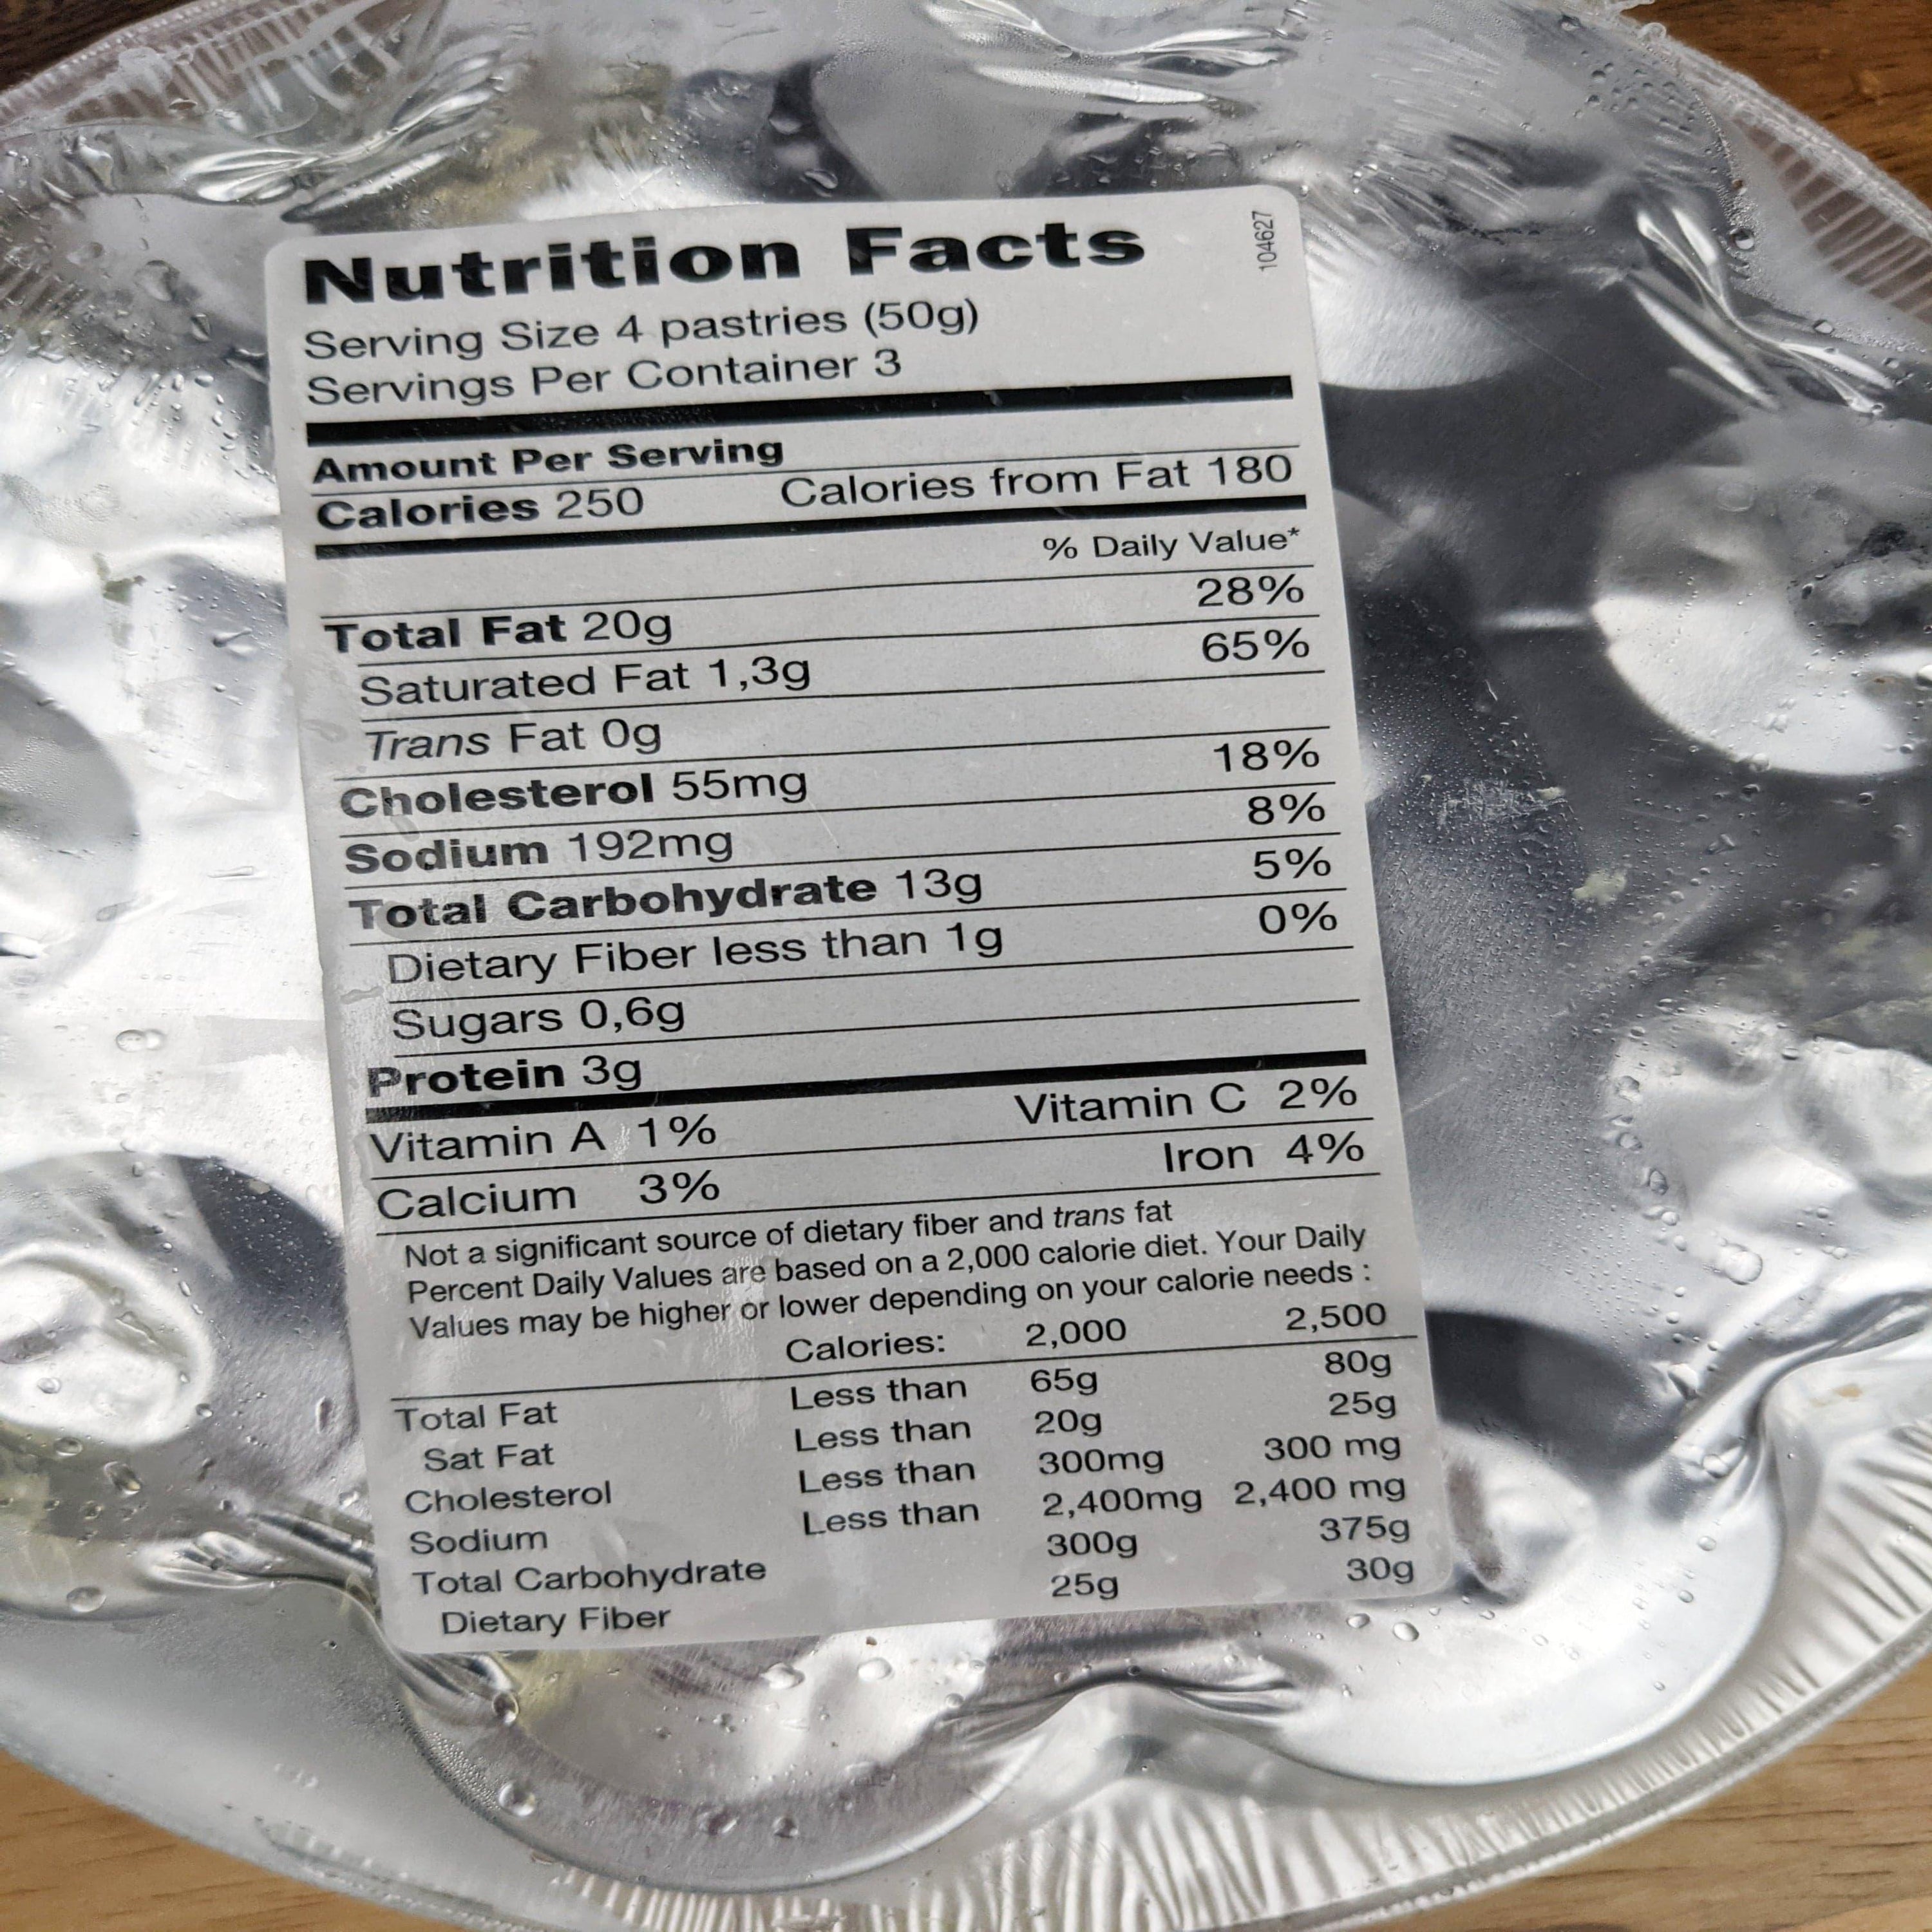 Nutrition Facts
104627
Serving Size 4 pastries (50g)
Servings Per Container 3
Amount Per Serving
Calories 250 Calories from Fat 180
% Daily Value*
Total Fat 20g 28%
Saturated Fat 1,3g 65%
Trans Fat 0g
Cholesterol 55mg 18%
Sodium 192mg 8%
Total Carbohydrate 13g 5%
Dietary Fiber less than 1g 0%
Sugars 0,6g
Protein 3g
Vitamin A 1% Vitamin C 2%
Calcium 3% Iron 4%
Not a significant source of dietary fiber and trans fat
Percent Daily Values are based on a 2,000 calorie diet. Your Daily
Values may be higher or lower depending on your calorie needs :
Calories: 2,000 2,500
Total Fat Less than 65g 80g
Sat Fat Less than 20g 25g
Cholesterol Less than 300mg 300 mg
Sodium Less than 2,400mg 2,400 mg
Total Carbohydrate 300g 375g
Dietary Fiber 25g 30g